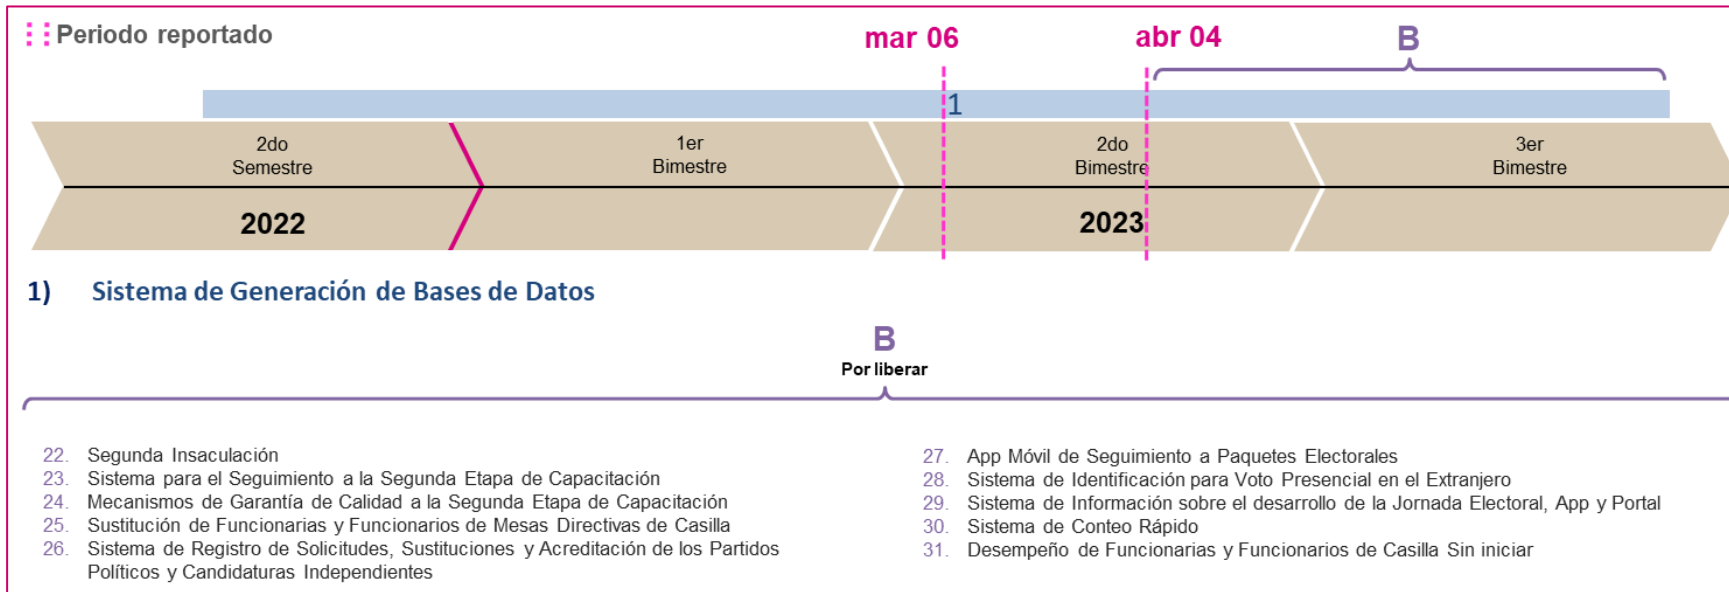 Periodo reportado
mar 06
abr 04
B
1
2do
Semestre
1er
Bimestre
2do
Bimestre
3er
Bimestre
2022
2023
1) Sistema de Generación de Bases de Datos
B
Por liberar
22. Segunda Insaculación
23. Sistema para el Seguimiento a la Segunda Etapa de Capacitación
24. Mecanismos de Garantía de Calidad a la Segunda Etapa de Capacitación
25. Sustitución de Funcionarias y Funcionarios de Mesas Directivas de Casilla
26. Sistema de Registro de Solicitudes, Sustituciones y Acreditación de los Partidos
Políticos y Candidaturas Independientes
27. App Móvil de Seguimiento a Paquetes Electorales
28. Sistema de Identificación para Voto Presencial en el Extranjero
29. Sistema de Información sobre el desarrollo de la Jornada Electoral, App y Portal
30. Sistema de Conteo Rápido
31. Desempeño de Funcionarias y Funcionarios de Casilla Sin iniciar